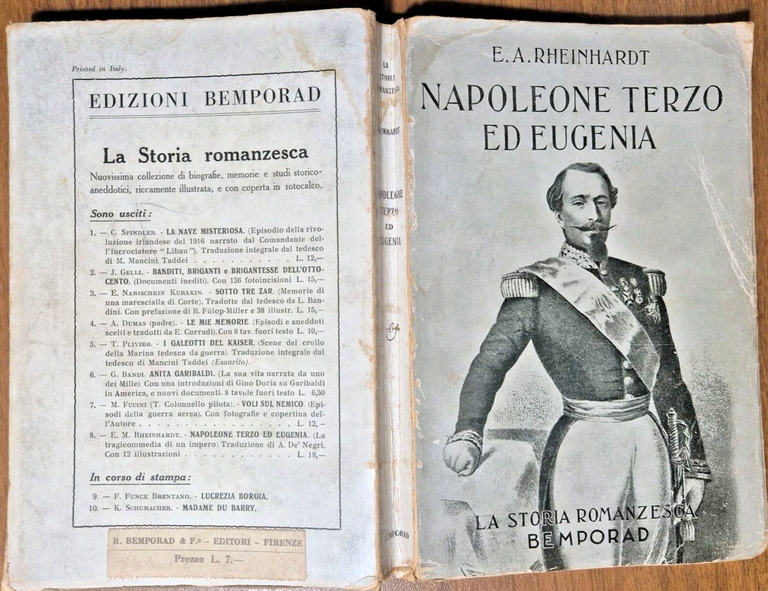 Printed in Italy.
EDIZIONI BEMPORAD
La Storia romanzesca
Nuovissima collezione di biografie, memorie e studi storico-
aneddotici, riccamente illustrata, e con coperta in rotocalco.
Sono usciti:
1. — C. SPINDLER. - LA NAVE MISTERIOSA. (Episodio della rivo-
luzione irlandese del 1916 narrato dal Comandante del-
l'incrociatore "Libau"). Traduzione integrale dal tedesco
di M. Mancini Taddei . . . . . . . . . . . L. 12,—
2. — J. GELLI. - BANDITI, BRIGANTI e BRIGANTESSE DELL'OTTO-
CENTO. (Documenti inediti). Con 136 fotoincisioni L. 15,—
3. — E. NARISCHKIN KURAKIN. - SOTTO TRE ZAR. (Memorie di
una marescialla di Corte). Tradotte dal tedesco da L. Ban-
dini. Con prefazione di R. Fülop-Miller e 38 illustr. L. 15,—
4. — A. DUMAS (padre). - LE MIE MEMORIE. (Episodi e aneddoti
scelti e tradotti da E. Corradi). Con 8 tav. fuori testo L. 10,—
5. — T. PLIVIER. - I GALEOTTI DEL KAISER. (Scene del crollo
della Marina tedesca da guerra). Traduzione integrale dal
tedesco di Mancini Taddei (Esaurito).
6. — G. BANDI. ANITA GARIBALDI. (La sua vita narrata da uno
dei Mille) Con una introduzioni di Gino Doria su Garibaldi
in America, e nuovi documenti. 8 tavole fuori testo L. 6,50
7. — M. FUCINI (T. Colonnello pilota). - VOLI SUL NEMICO. (Epi-
sodi della guerra aerea). Con fotografie e copertina del-
l'Autore . . . . . . . . . . . . . . . L. 12,—
8. — E. M. RHEINHARDT. - NAPOLEONE TERZO ED EUGENIA. (La
tragicommedia di un impero) Traduzione di A. De' Negri.
Con 12 illustrazioni . . . . . . . . . . . L. 18,—
In corso di stampa:
9. — F. FUNCK BRENTANO. - LUCREZIA BORGIA.
10. — K. SCHUMACHER. - MADAME DU BARRY.
R. BEMPORAD & F.º - EDITORI - FIRENZE
Prezzo L. 7.—
LA
STORIA
TERZO
ED
EUGENIA
E. A. RHEINHARDT
NAPOLEONE TERZO
ED EUGENIA
LA STORIA ROMANZESCA
BEMPORAD